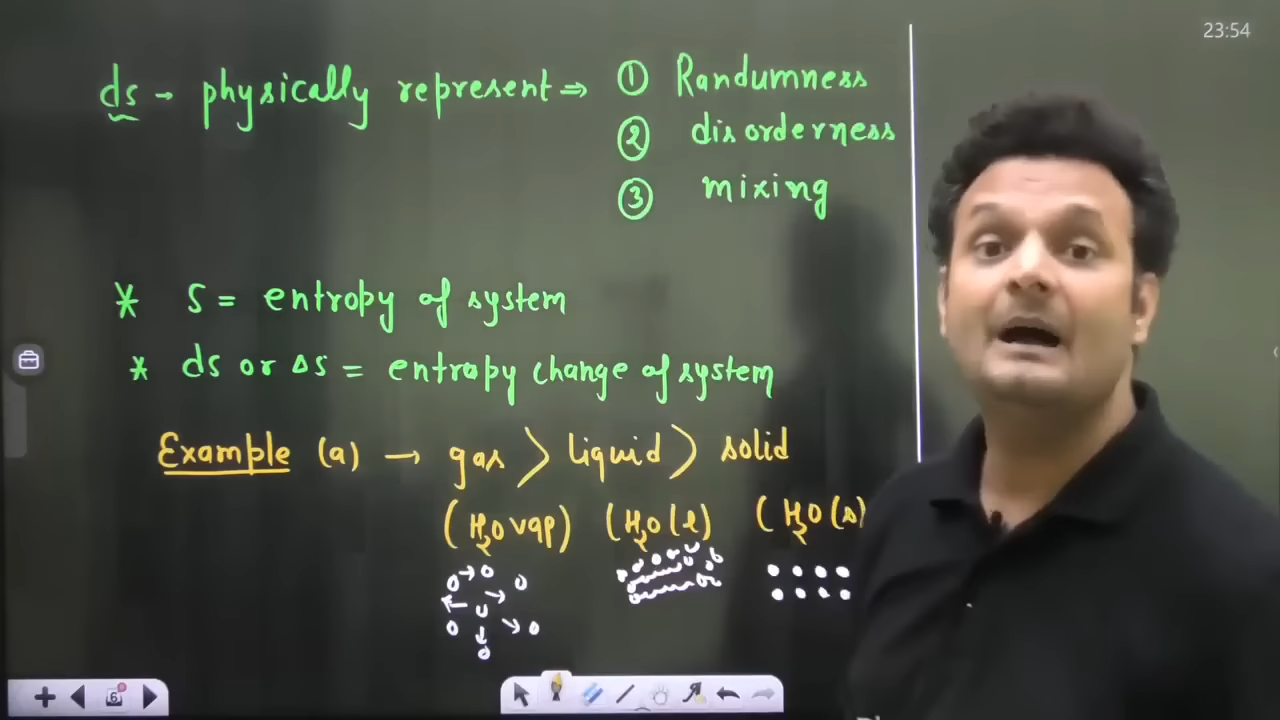 23:54
ds - physically represent ⇒ ① Randumness
② disorderness
③ mixing
* S = entropy of system
* ds or Δs = entropy change of system
Example (a) → gas > liquid > solid
(H₂O vap) (H₂O(l) (H₂O(s)
6